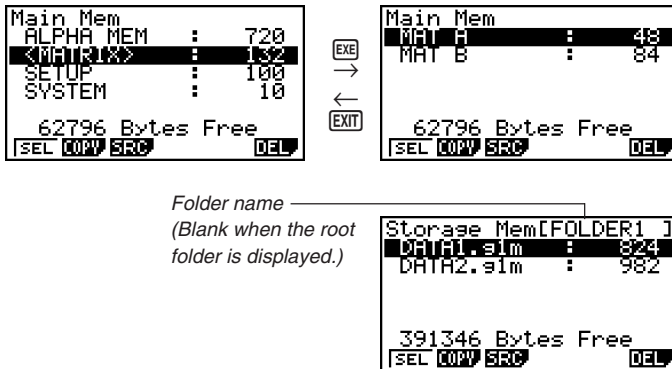 Main Mem
ALPHA MEM : 720
<MATRIX> : 132
SETUP : 100
SYSTEM : 10
62796 Bytes Free
SEL COPY SRC DEL
EXE
→
←
EXIT
Main Mem
MAT A : 48
MAT B : 84
62796 Bytes Free
SEL COPY SRC DEL
Folder name
(Blank when the root
folder is displayed.)
Storage Mem[FOLDER1 ]
DATA1.g1m : 824
DATA2.g1m : 982
391346 Bytes Free
SEL COPY SRC DEL